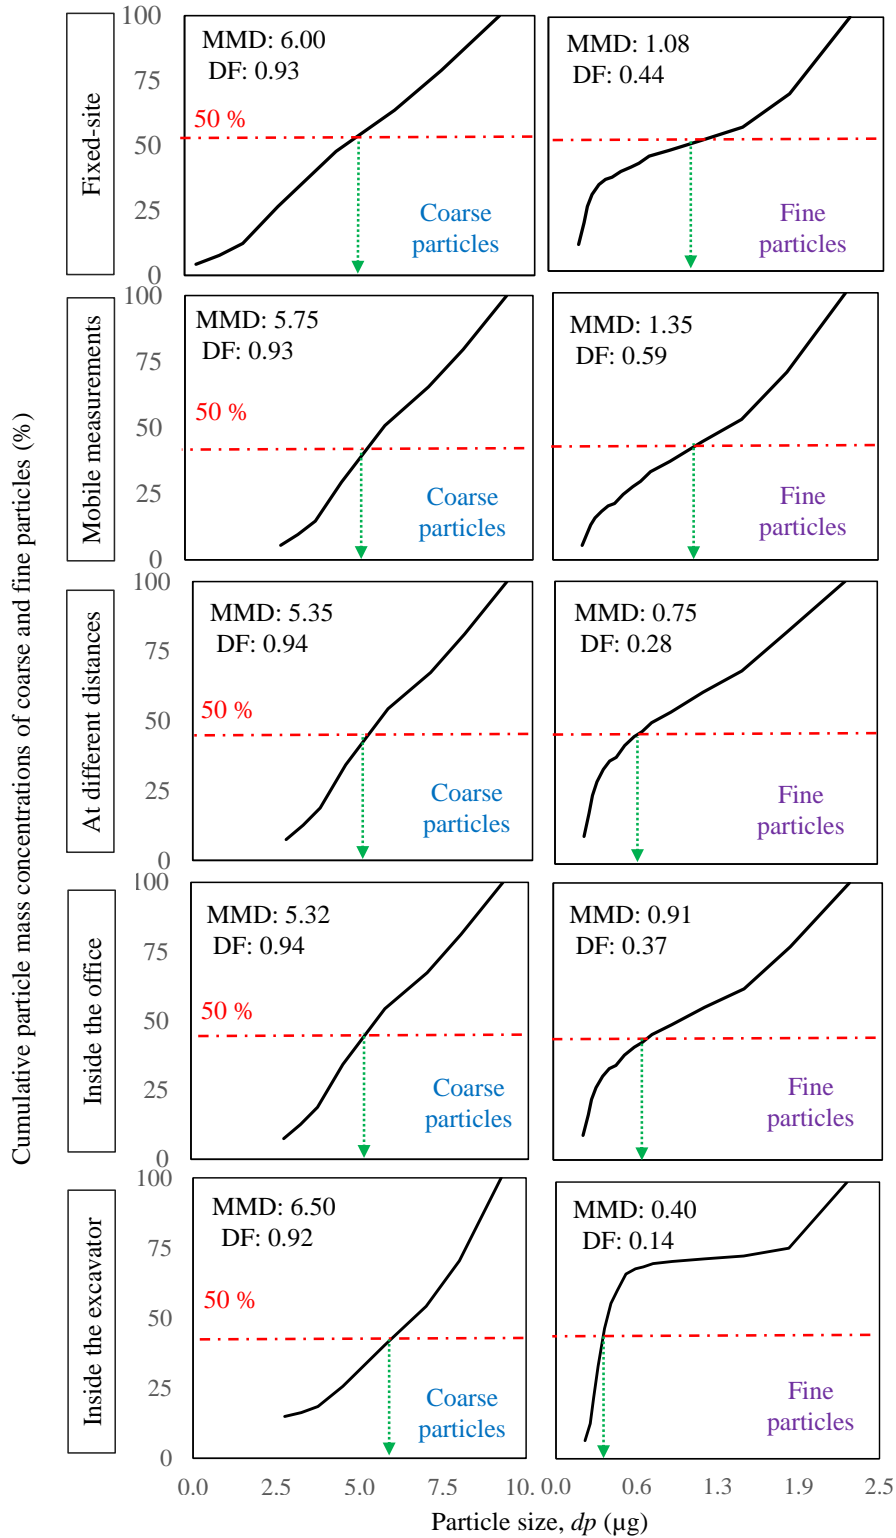 Cumulative particle mass concentrations of coarse and fine particles (%)
Fixed-site
100
75
50
25
0
MMD: 6.00
DF: 0.93
50 %
Coarse
particles
MMD: 1.08
DF: 0.44
Fine
particles
Mobile measurements
100
75
50
25
0
MMD: 5.75
DF: 0.93
50 %
Coarse
particles
MMD: 1.35
DF: 0.59
Fine
particles
At different distances
100
75
50
25
0
MMD: 5.35
DF: 0.94
50 %
Coarse
particles
MMD: 0.75
DF: 0.28
Fine
particles
Inside the office
100
75
50
25
0
MMD: 5.32
DF: 0.94
50 %
Coarse
particles
MMD: 0.91
DF: 0.37
Fine
particles
Inside the excavator
100
75
50
25
0
MMD: 6.50
DF: 0.92
50 %
Coarse
particles
MMD: 0.40
DF: 0.14
Fine
particles
0.0 2.5 5.0 7.5 10. 0.0 0.6 1.3 1.9 2.5
Particle size, dp (µg)